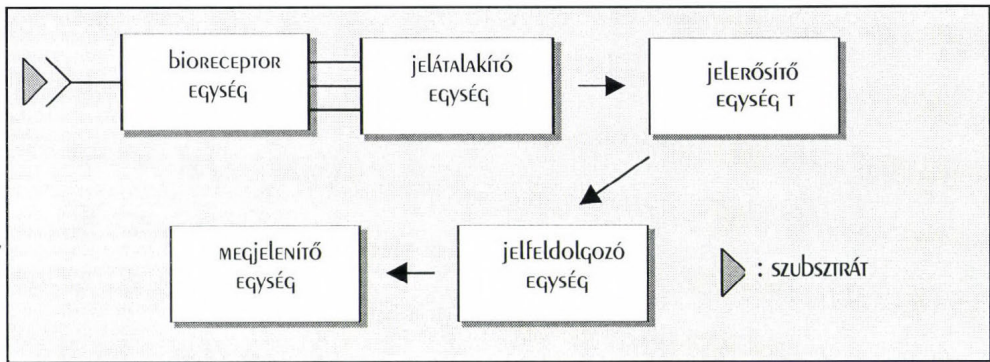 bioreceptor
egység
jelátalakító
egység
jelerősítő
egység т
megjelenítő
egység
jelfeldolgozó
egység
: szubsztrát